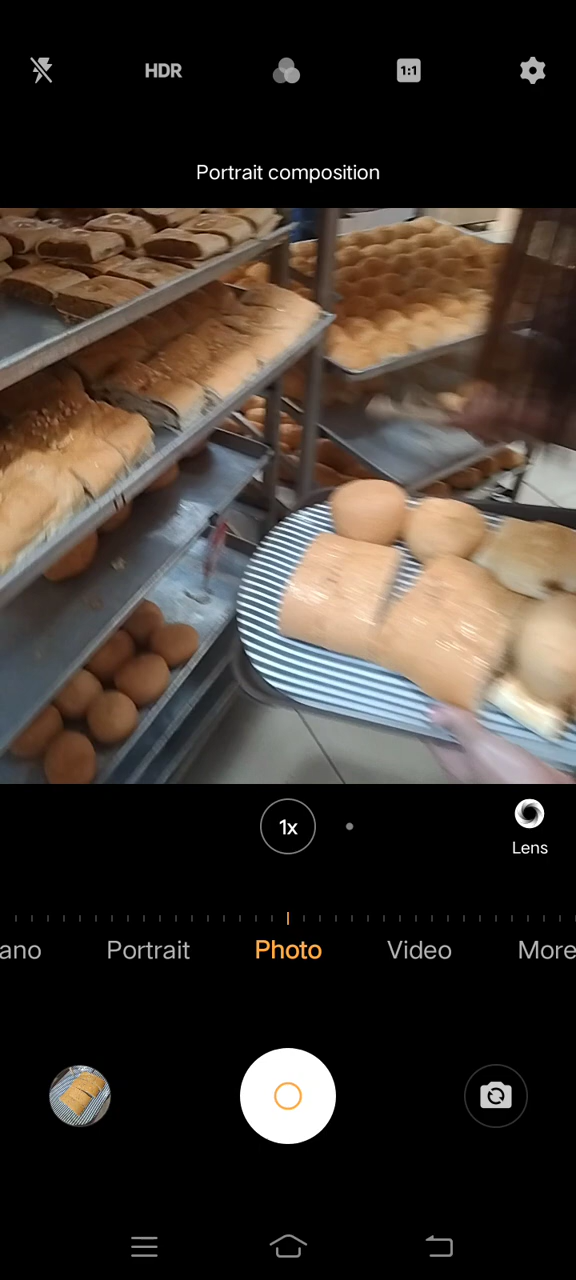 HDR
1:1
Portrait composition
1x
Lens
ano
Portrait
Photo
Video
More